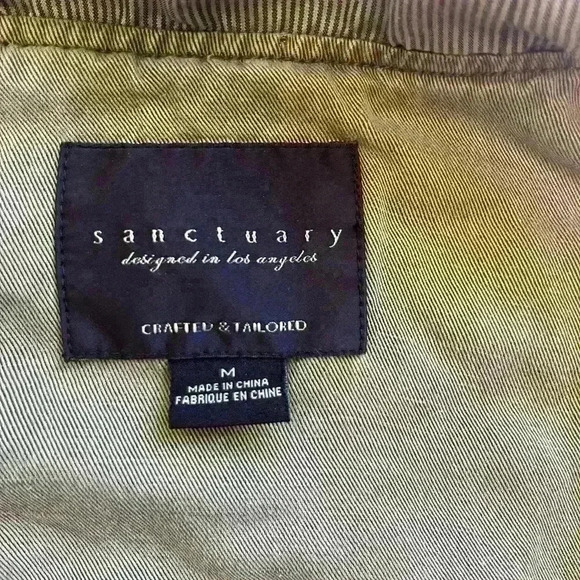 sanctuary
designed in los angeles
CRAFTED & TAILORED
M
MADE IN CHINA
FABRIQUE EN CHINE